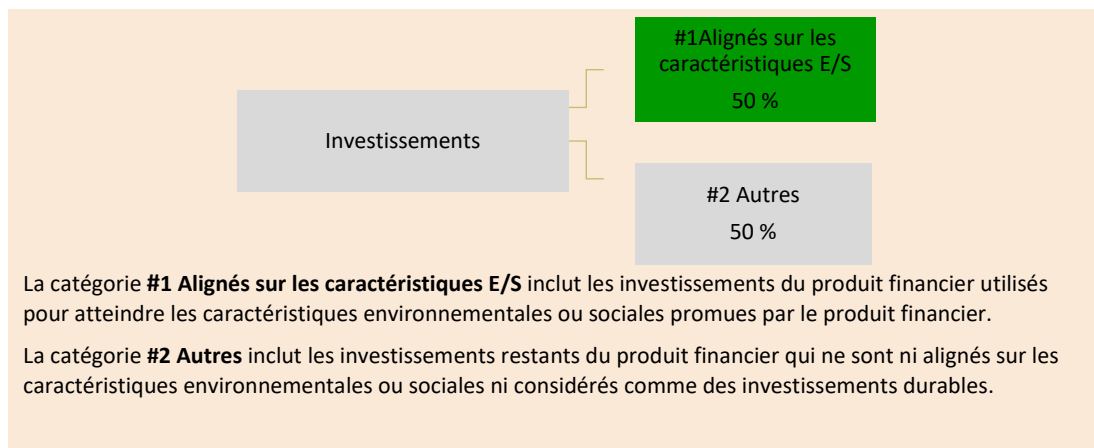 #1Alignés sur les
caractéristiques E/S
50 %
Investissements
#2 Autres
50 %
La catégorie #1 Alignés sur les caractéristiques E/S inclut les investissements du produit financier utilisés
pour atteindre les caractéristiques environnementales ou sociales promues par le produit financier.
La catégorie #2 Autres inclut les investissements restants du produit financier qui ne sont ni alignés sur les
caractéristiques environnementales ou sociales ni considérés comme des investissements durables.